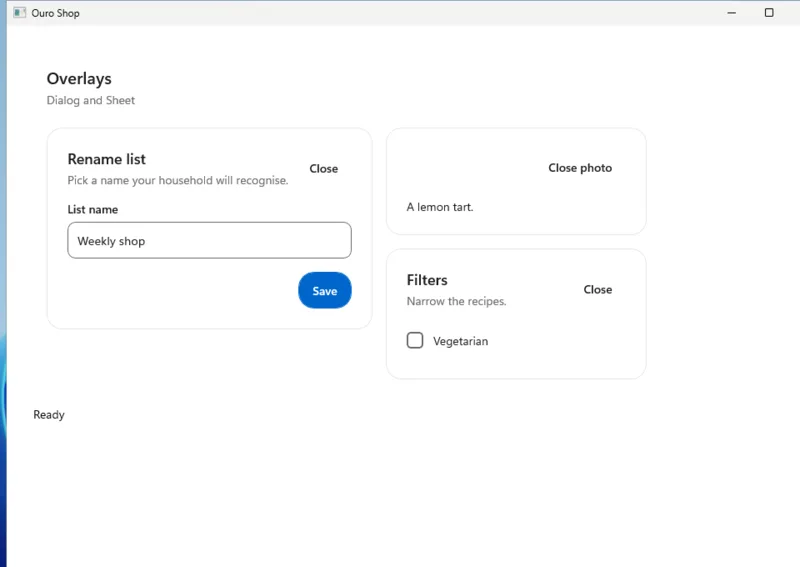 Ouro Shop
Overlays
Dialog and Sheet
Rename list
Close
Pick a name your household will recognise.
List name
Weekly shop
Save
Close photo
A lemon tart.
Filters
Close
Narrow the recipes.
Vegetarian
Ready